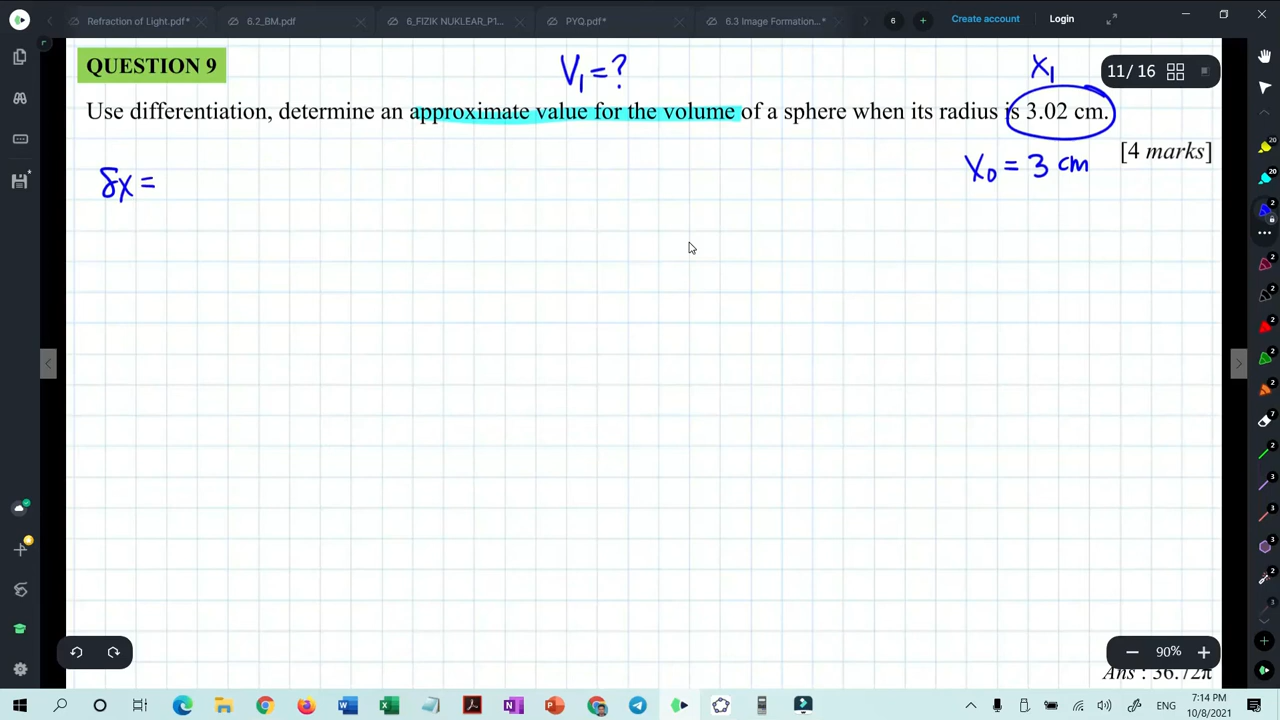 Refraction of Light.pdf*
6.2_BM.pdf
6_FIZIK NUKLEAR_P1...
PYQ.pdf*
6.3 Image Formation...*
6
Create account
Login
QUESTION 9
V₁ = ?
x₁
11/ 16
Use differentiation, determine an approximate value for the volume of a sphere when its radius is 3.02 cm.
[4 marks]
x₀ = 3 cm
δx =
90%
Ans : 36.72π
ENG
7:14 PM
10/8/2021